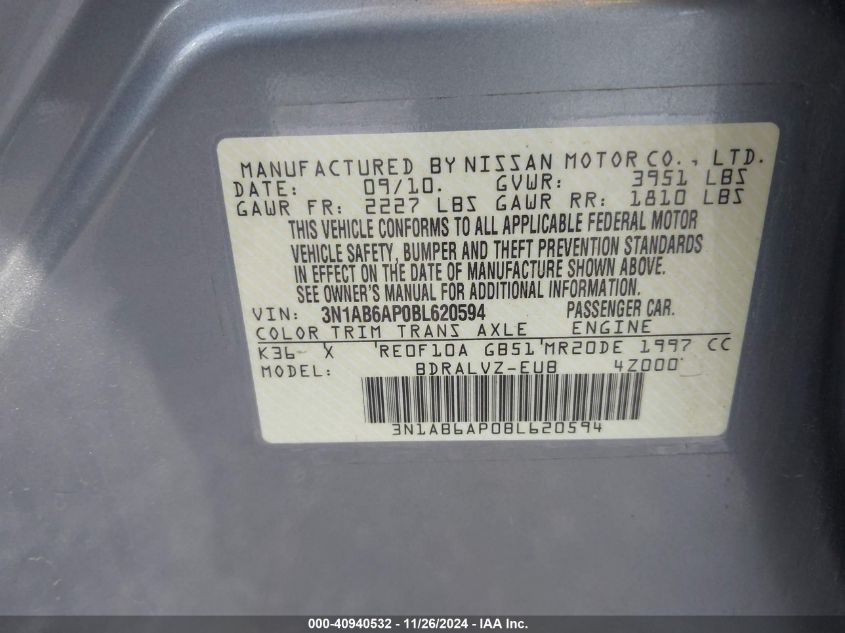 MANUFACTURED BY NISSAN MOTOR CO., LTD.
DATE: 09/10. GVWR: 3951 LBS
GAWR FR: 2227 LBS GAWR RR: 1810 LBS
THIS VEHICLE CONFORMS TO ALL APPLICABLE FEDERAL MOTOR
VEHICLE SAFETY, BUMPER AND THEFT PREVENTION STANDARDS
IN EFFECT ON THE DATE OF MANUFACTURE SHOWN ABOVE.
SEE OWNER'S MANUAL FOR ADDITIONAL INFORMATION.
VIN: 3N1AB6AP0BL620594 PASSENGER CAR.
COLOR TRIM TRANS AXLE ENGINE
K36 X RE0F10A GB51 MR20DE 1997 CC
MODEL: BDRALVZ-EUB 4Z000
3N1AB6AP0BL620594
000-40940532 - 11/26/2024 - IAA Inc.